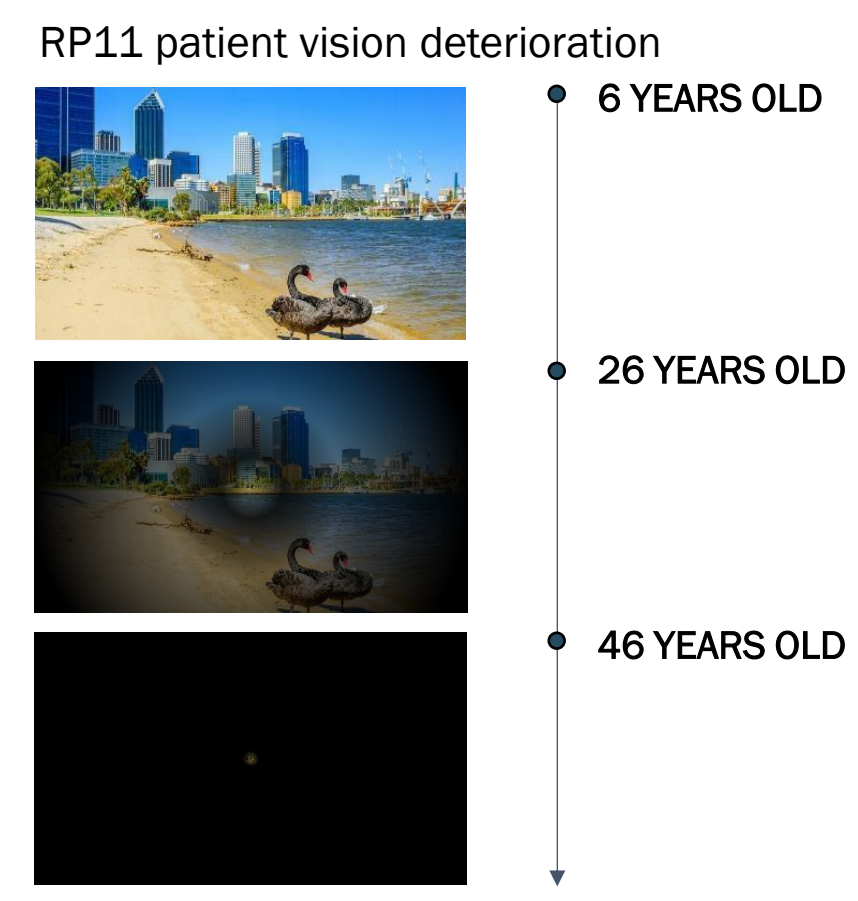 RP11 patient vision deterioration
6 YEARS OLD
26 YEARS OLD
46 YEARS OLD